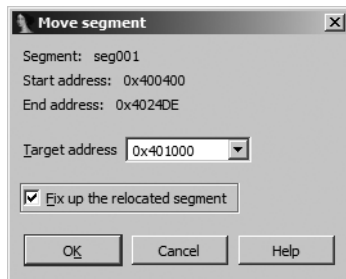 Move segment
Segment: seg001
Start address: 0x400400
End address: 0x4024DE
Target address 0x401000
Fix up the relocated segment
OK Cancel Help